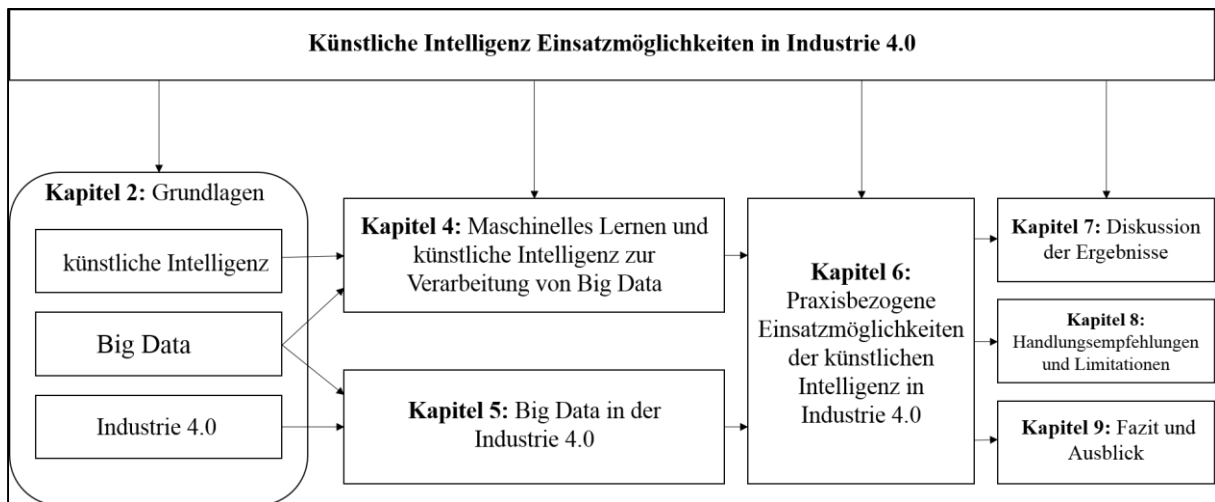 Künstliche Intelligenz Einsatzmöglichkeiten in Industrie 4.0
Kapitel 2: Grundlagen
künstliche Intelligenz
Big Data
Industrie 4.0
Kapitel 4: Maschinelles Lernen und
künstliche Intelligenz zur
Verarbeitung von Big Data
Kapitel 5: Big Data in der
Industrie 4.0
Kapitel 6:
Praxisbezogene
Einsatzmöglichkeiten
der künstlichen
Intelligenz in
Industrie 4.0
Kapitel 7: Diskussion
der Ergebnisse
Kapitel 8:
Handlungsempfehlungen
und Limitationen
Kapitel 9: Fazit und
Ausblick